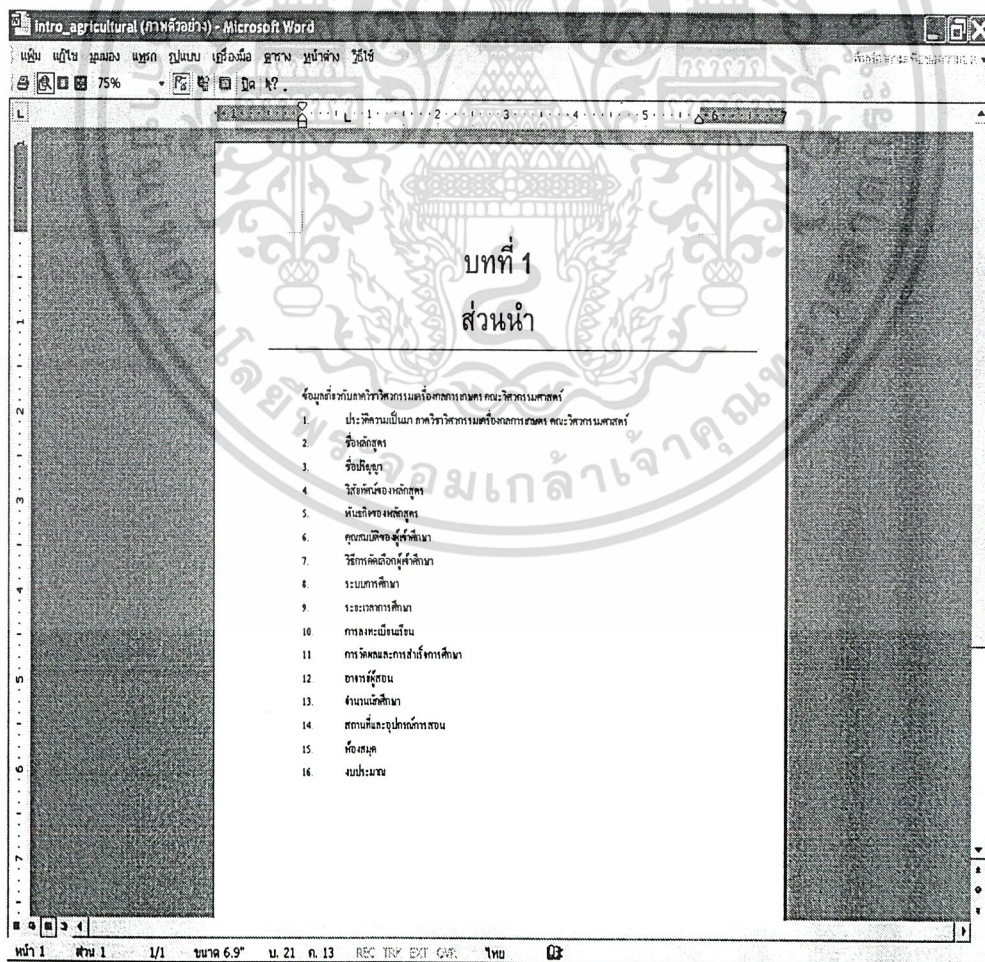 intro_agricultural (ภาพตัวอย่าง) - Microsoft Word
แฟ้ม แก้ไข มุมมอง แทรก รูปแบบ เครื่องมือ ตาราง หน้าต่าง วิธีใช้
75%
บทที่ 1
ส่วนนำ
ข้อมูลเกี่ยวกับภาควิชาวิศวกรรมเครื่องกลการเกษตร คณะวิศวกรรมศาสตร์
1. ประวัติความเป็นมา ภาควิชาวิศวกรรมเครื่องกลการเกษตร คณะวิศวกรรมศาสตร์
2. ชื่อหลักสูตร
3. ชื่อปริญญา
4. วิสัยทัศน์ของหลักสูตร
5. พันธกิจของหลักสูตร
6. คุณสมบัติของผู้เข้าศึกษา
7. วิธีการคัดเลือกผู้เข้าศึกษา
8. ระบบการศึกษา
9. ระยะเวลาการศึกษา
10. การลงทะเบียนเรียน
11 การวัดผลและการสำเร็จการศึกษา
12. อาจารย์ผู้สอน
13. จำนวนนักศึกษา
14. สถานที่และอุปกรณ์การสอน
15. ห้องสมุด
16. งบประมาณ
หน้า 1 ส่วน 1 1/1 ขนาด 6.9" บ. 21 ค. 13 REC TRK EXT OVR ไทย